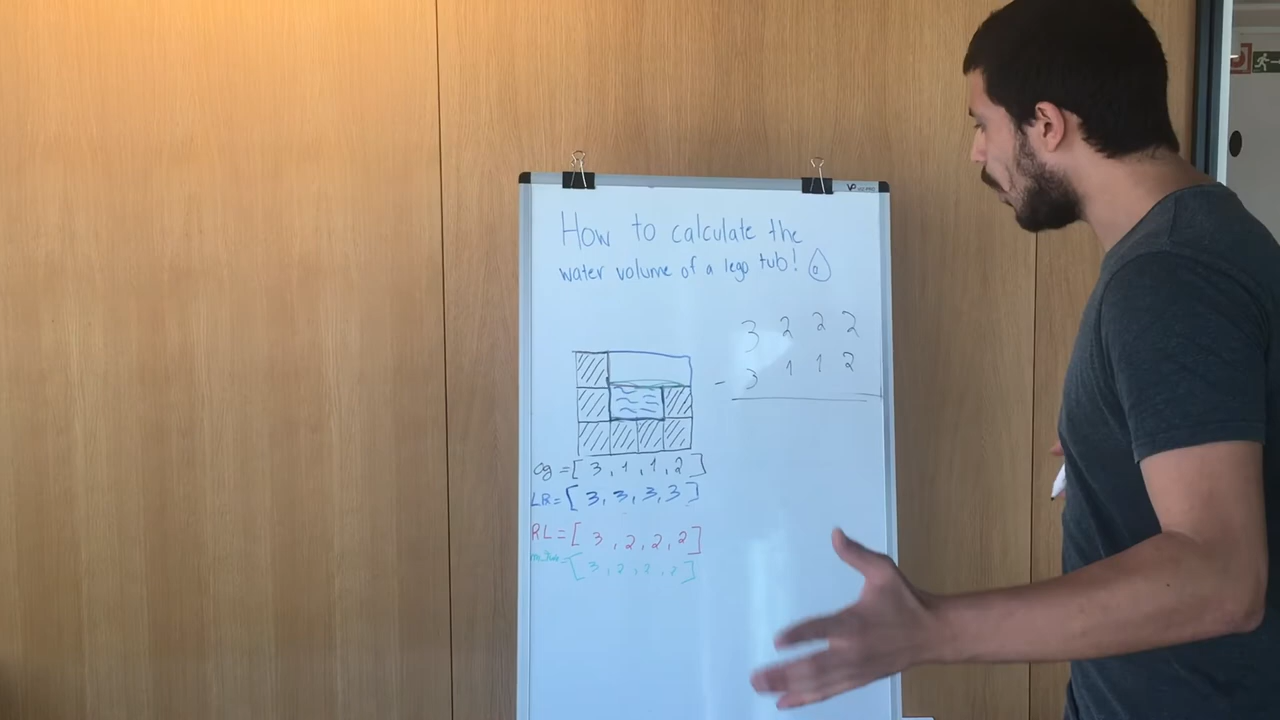 How to calculate the
water volume of a lego tub!
3 2 2 2
- 3 1 1 2
Og = [ 3 , 1 , 1 , 2 ]
LR = [ 3 , 3 , 3 , 3 ]
RL = [ 3 , 2 , 2 , 2 ]
= [ 3 , 2 , 2 , 2 ]